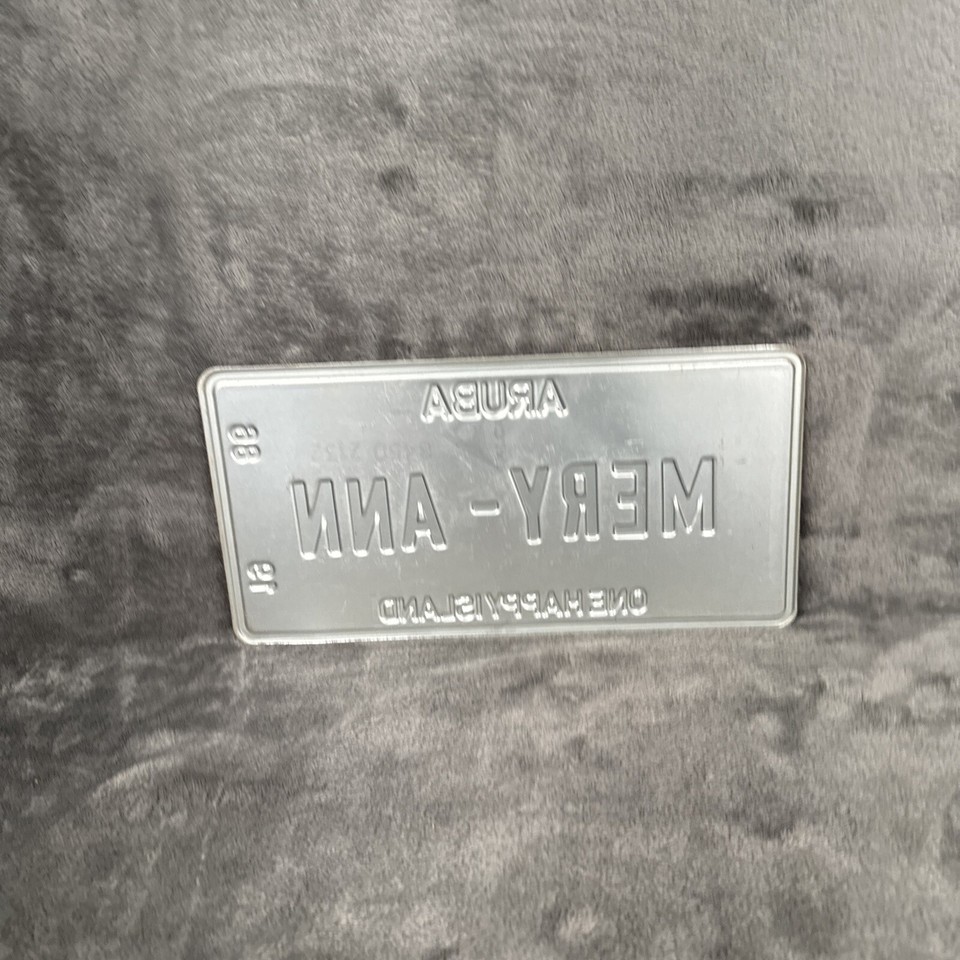 ARUBA
MERY - ANN
ONE HAPPY ISLAND